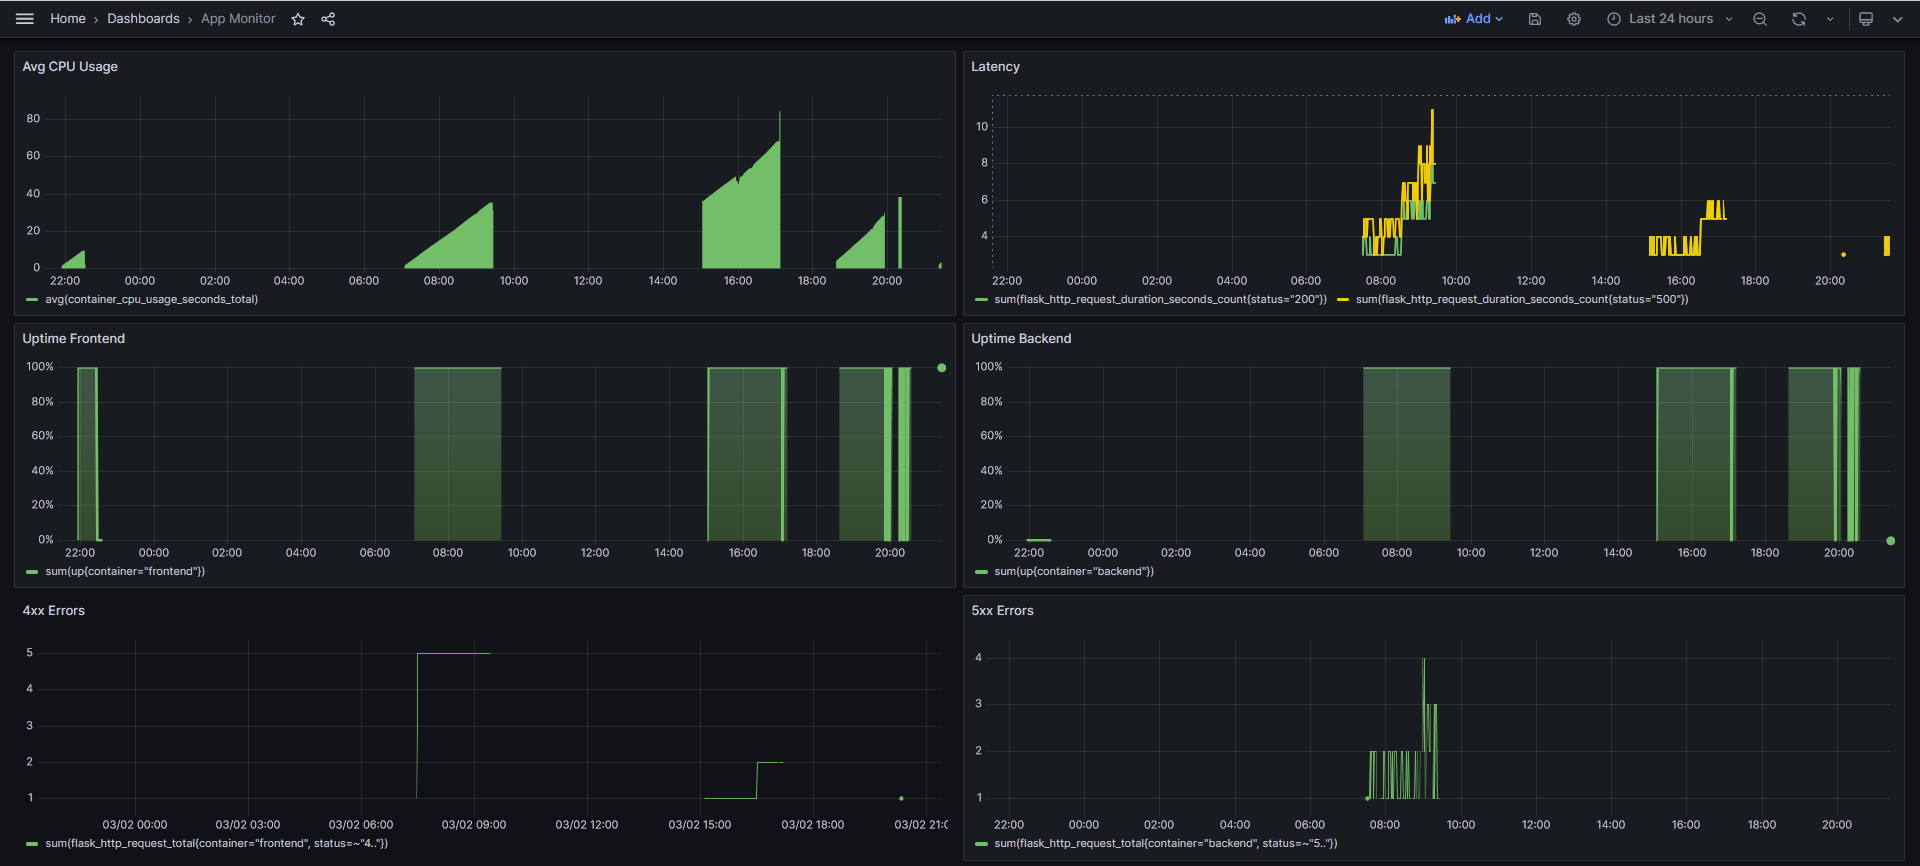 Home › Dashboards › App Monitor
Add
Last 24 hours
Avg CPU Usage
80
60
40
20
0
22:00 00:00 02:00 04:00 06:00 08:00 10:00 12:00 14:00 16:00 18:00 20:00
avg(container_cpu_usage_seconds_total)
Latency
10
8
6
4
22:00 00:00 02:00 04:00 06:00 08:00 10:00 12:00 14:00 16:00 18:00 20:00
sum(flask_http_request_duration_seconds_count{status="200"}) sum(flask_http_request_duration_seconds_count{status="500"})
Uptime Frontend
100%
80%
60%
40%
20%
0%
22:00 00:00 02:00 04:00 06:00 08:00 10:00 12:00 14:00 16:00 18:00 20:00
sum(up{container="frontend"})
Uptime Backend
100%
80%
60%
40%
20%
0%
22:00 00:00 02:00 04:00 06:00 08:00 10:00 12:00 14:00 16:00 18:00 20:00
sum(up{container="backend"})
4xx Errors
5
4
3
2
1
03/02 00:00 03/02 03:00 03/02 06:00 03/02 09:00 03/02 12:00 03/02 15:00 03/02 18:00 03/02 21:0
sum(flask_http_request_total{container="frontend", status=~"4.."})
5xx Errors
4
3
2
1
22:00 00:00 02:00 04:00 06:00 08:00 10:00 12:00 14:00 16:00 18:00 20:00
sum(flask_http_request_total{container="backend", status=~"5.."})